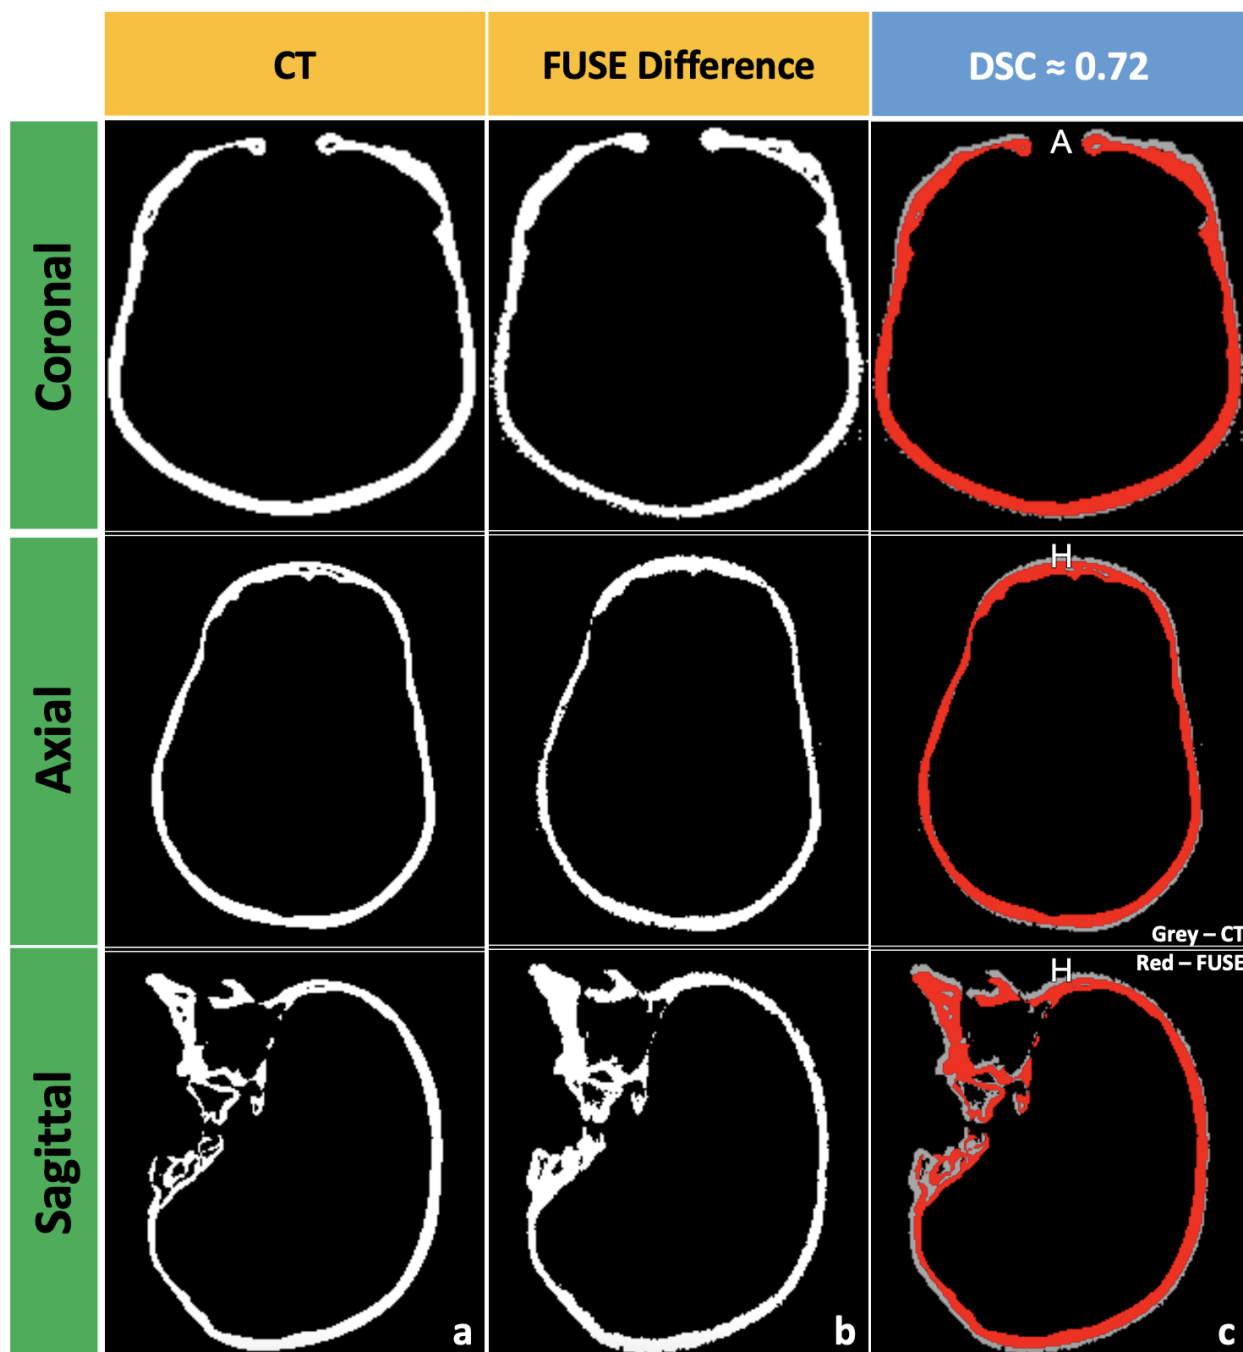 CT
FUSE Difference
DSC ≈ 0.72
Coronal
A
Axial
H
Grey – CT
Sagittal
H
Red – FUSE
a
b
c